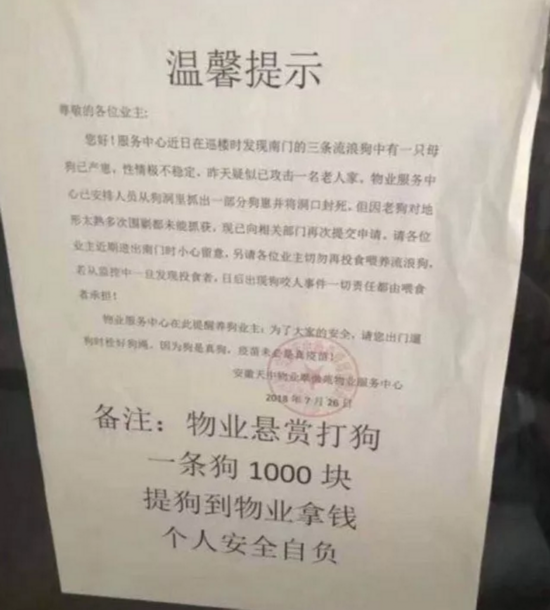 温馨提示
尊敬的各位业主:
您好！服务中心近日在巡楼时发现南门的三条流浪狗中有一只母
狗已产崽，性情极不稳定，昨天疑似已攻击一名老人家，物业服务中
心已安排人员从狗洞里抓出一部分狗崽并将洞口封死，但因老狗对地
形太熟多次围剿都未能抓获，现已向相关部门再次提交申请，请各位
业主近期进出南门时小心留意，另请各位业主切勿再投食喂养流浪狗，
若从监控中一旦发现投食者，日后出现狗咬人事件一切责任都由喂食
者承担！
物业服务中心在此提醒养狗业主：为了大家的安全，请您出门遛
狗时拴好狗绳，因为狗是真狗，疫苗未必是真疫苗！
安徽天中物业 物业服务中心
2018 年 7 月 26 日
备注：物业悬赏打狗
一条狗 1000 块
提狗到物业拿钱
个人安全自负